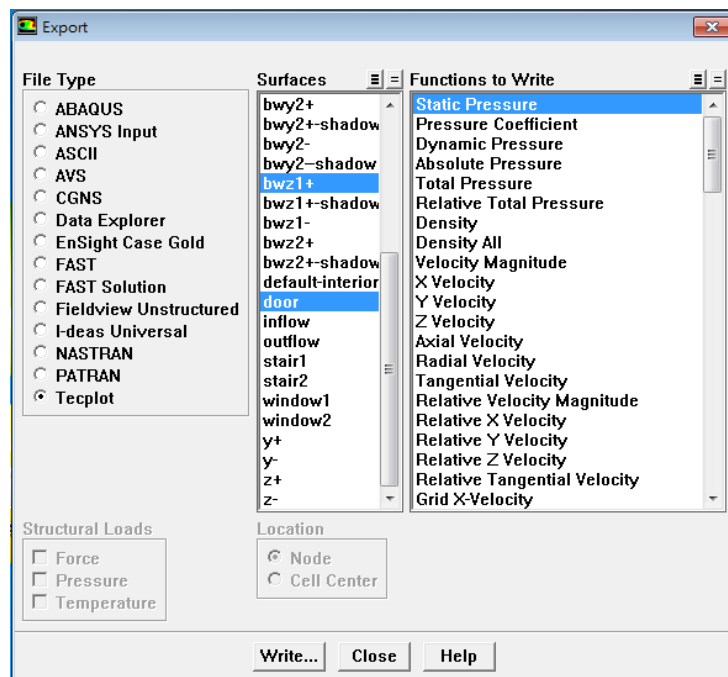 Export
File Type
ABAQUS
ANSYS Input
ASCII
AVS
CGNS
Data Explorer
EnSight Case Gold
FAST
FAST Solution
Fieldview Unstructured
I-deas Universal
NASTRAN
PATRAN
Tecplot
Surfaces
bwy2+
bwy2+-shadow
bwy2-
bwy2--shadow
bwz1+
bwz1+-shadow
bwz1-
bwz2+
bwz2+-shadow
default-interior
door
inflow
outflow
stair1
stair2
window1
window2
y+
y-
z+
z-
Functions to Write
Static Pressure
Pressure Coefficient
Dynamic Pressure
Absolute Pressure
Total Pressure
Relative Total Pressure
Density
Density All
Velocity Magnitude
X Velocity
Y Velocity
Z Velocity
Axial Velocity
Radial Velocity
Tangential Velocity
Relative Velocity Magnitude
Relative X Velocity
Relative Y Velocity
Relative Z Velocity
Relative Tangential Velocity
Grid X-Velocity
Structural Loads
Force
Pressure
Temperature
Location
Node
Cell Center
Write... Close Help